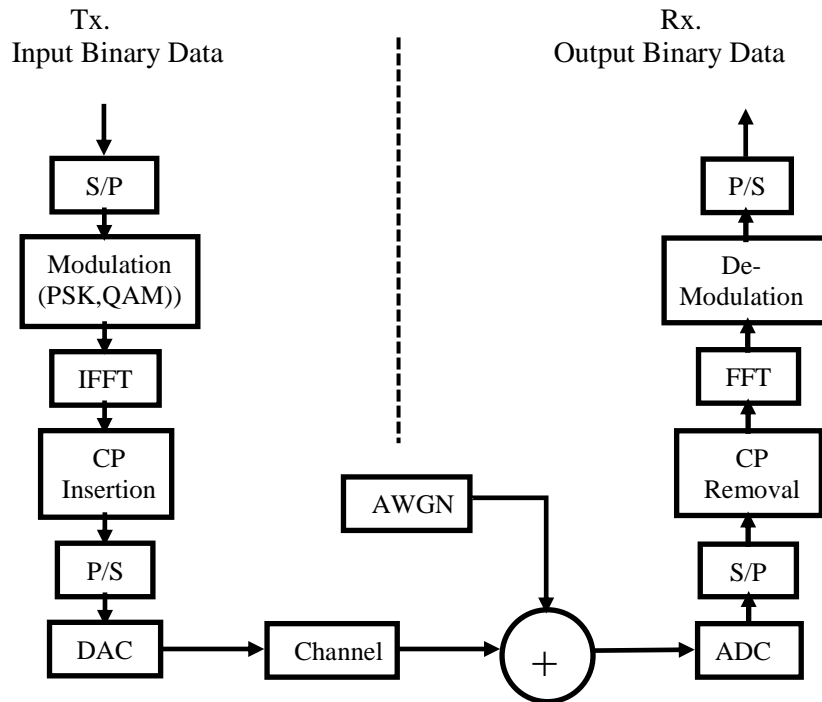 Tx.
Input Binary Data
S/P
Modulation
(PSK,QAM))
IFFT
CP
Insertion
P/S
DAC
Channel
AWGN
+
Rx.
Output Binary Data
P/S
De-
Modulation
FFT
CP
Removal
S/P
ADC